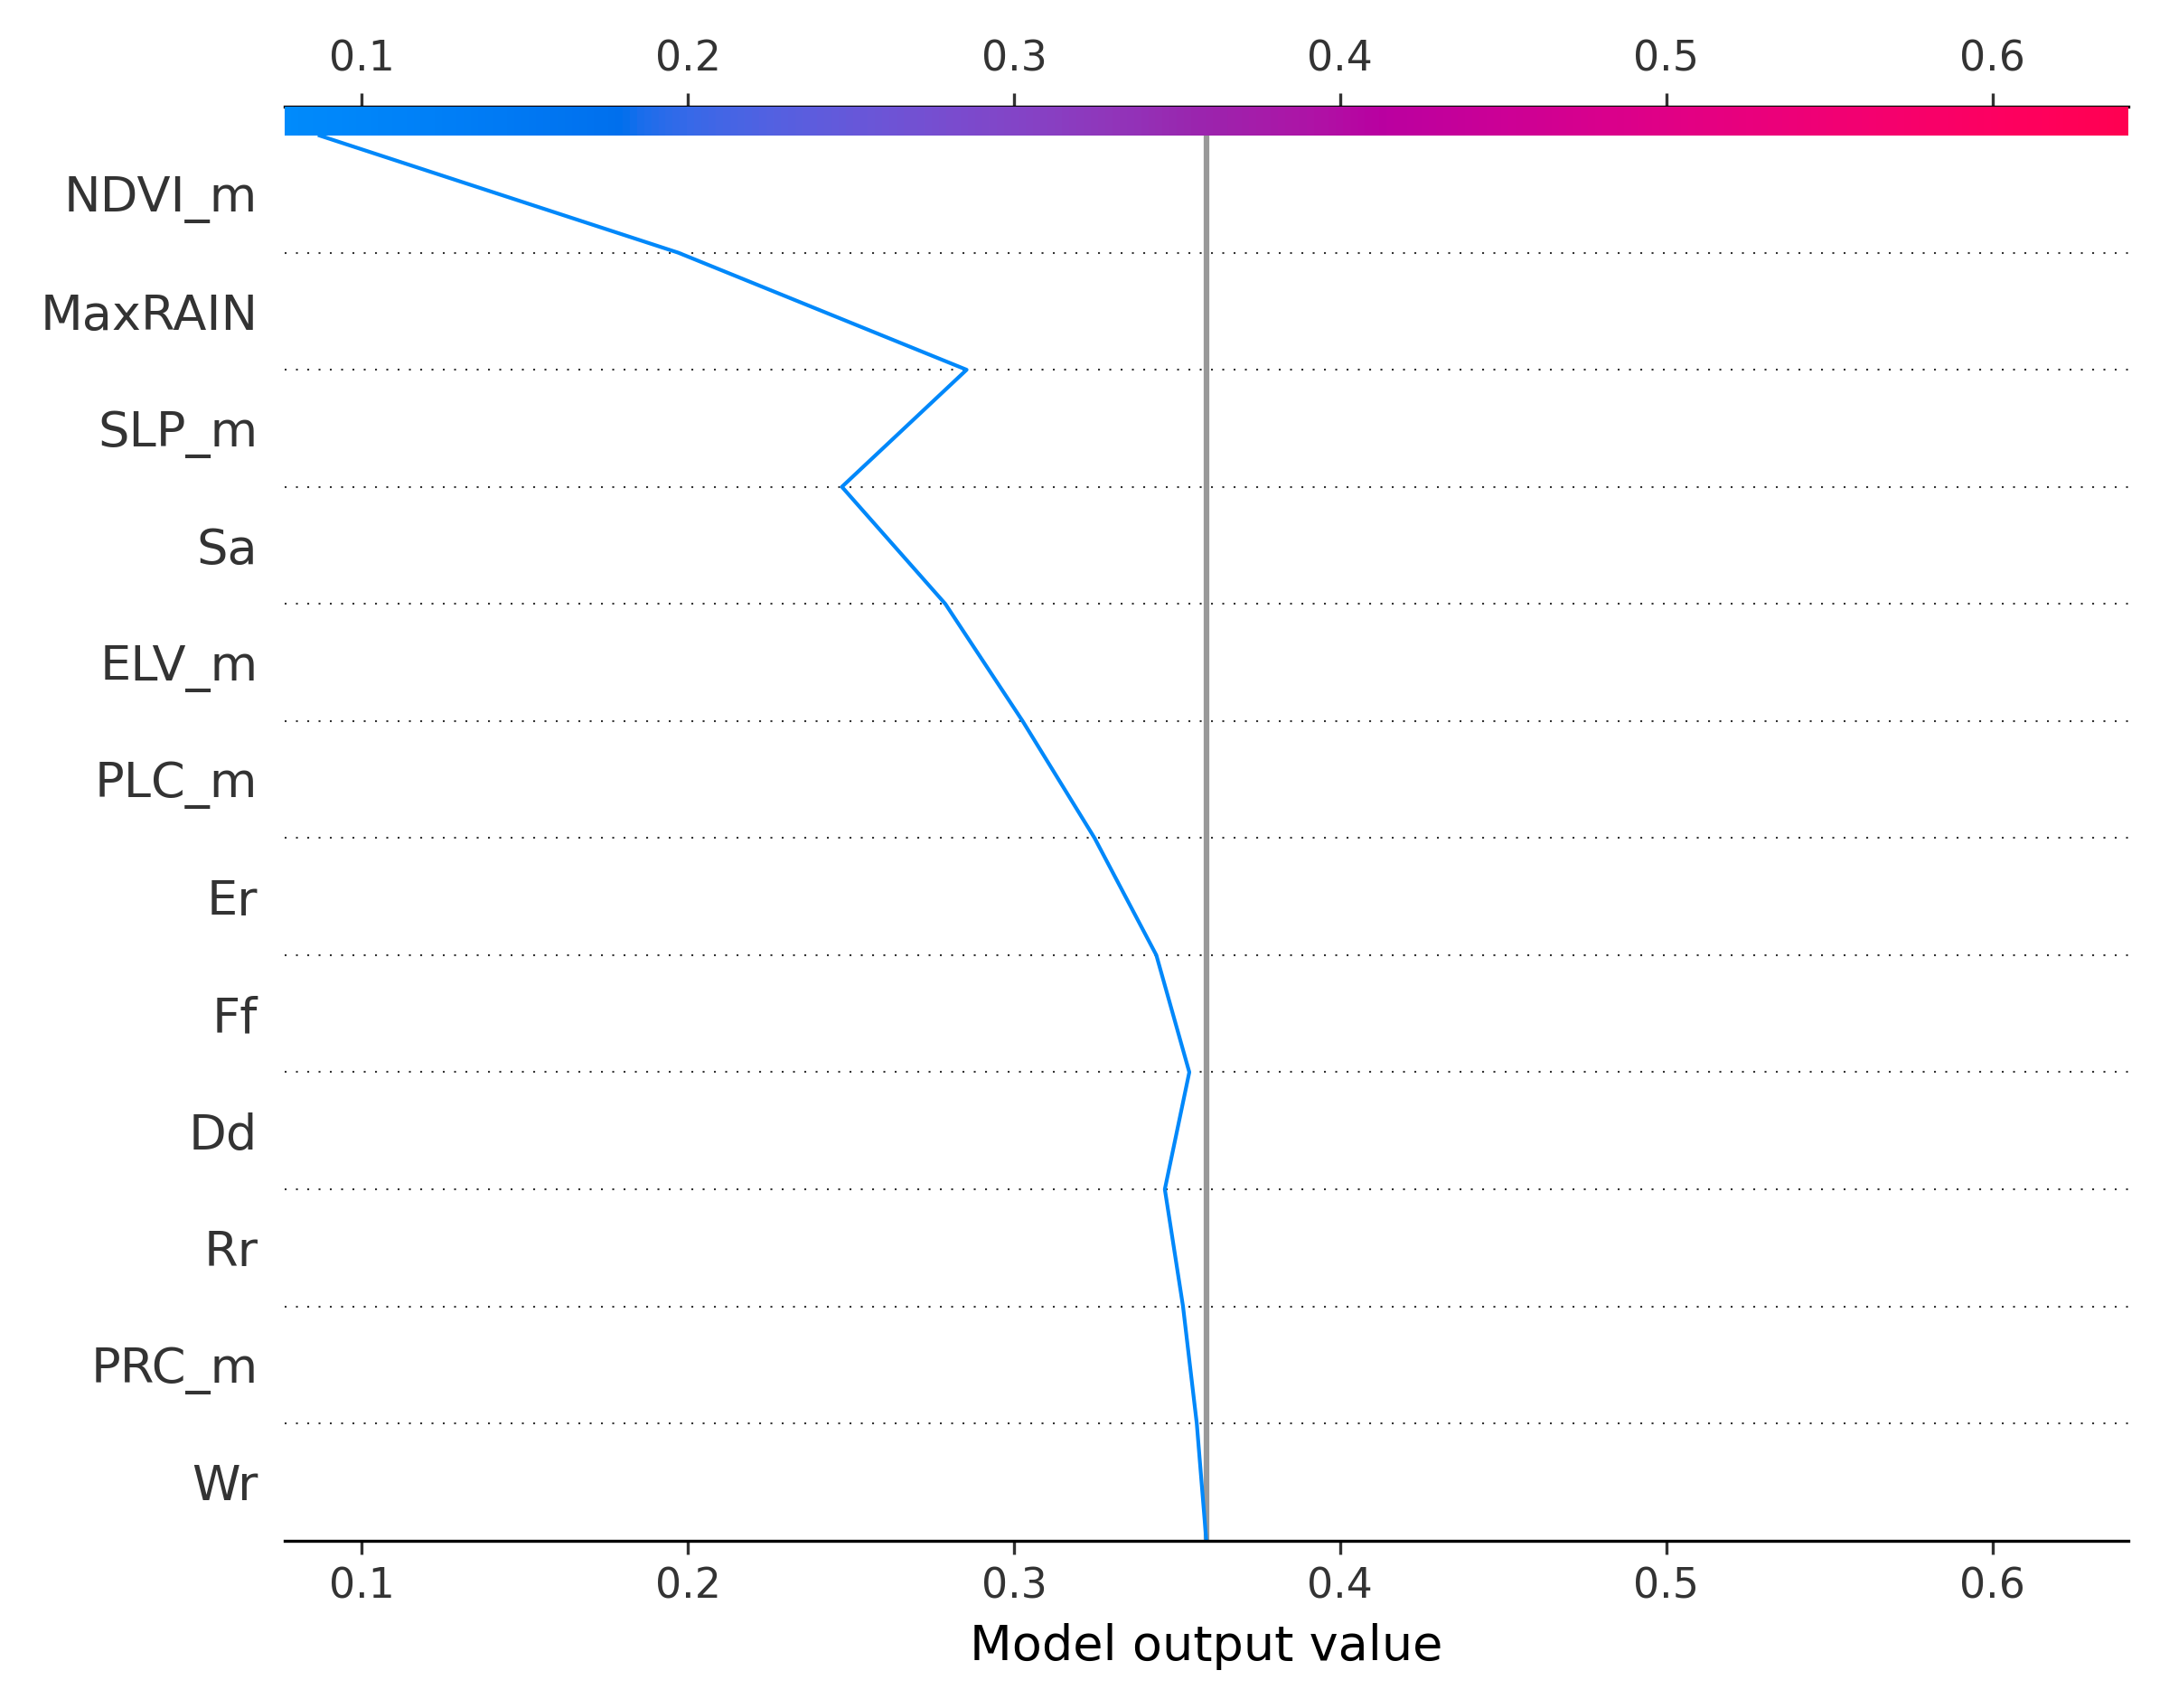 0.1 0.2 0.3 0.4 0.5 0.6
NDVI_m
MaxRAIN
SLP_m
Sa
ELV_m
PLC_m
Er
Ff
Dd
Rr
PRC_m
Wr
0.1 0.2 0.3 0.4 0.5 0.6
Model output value